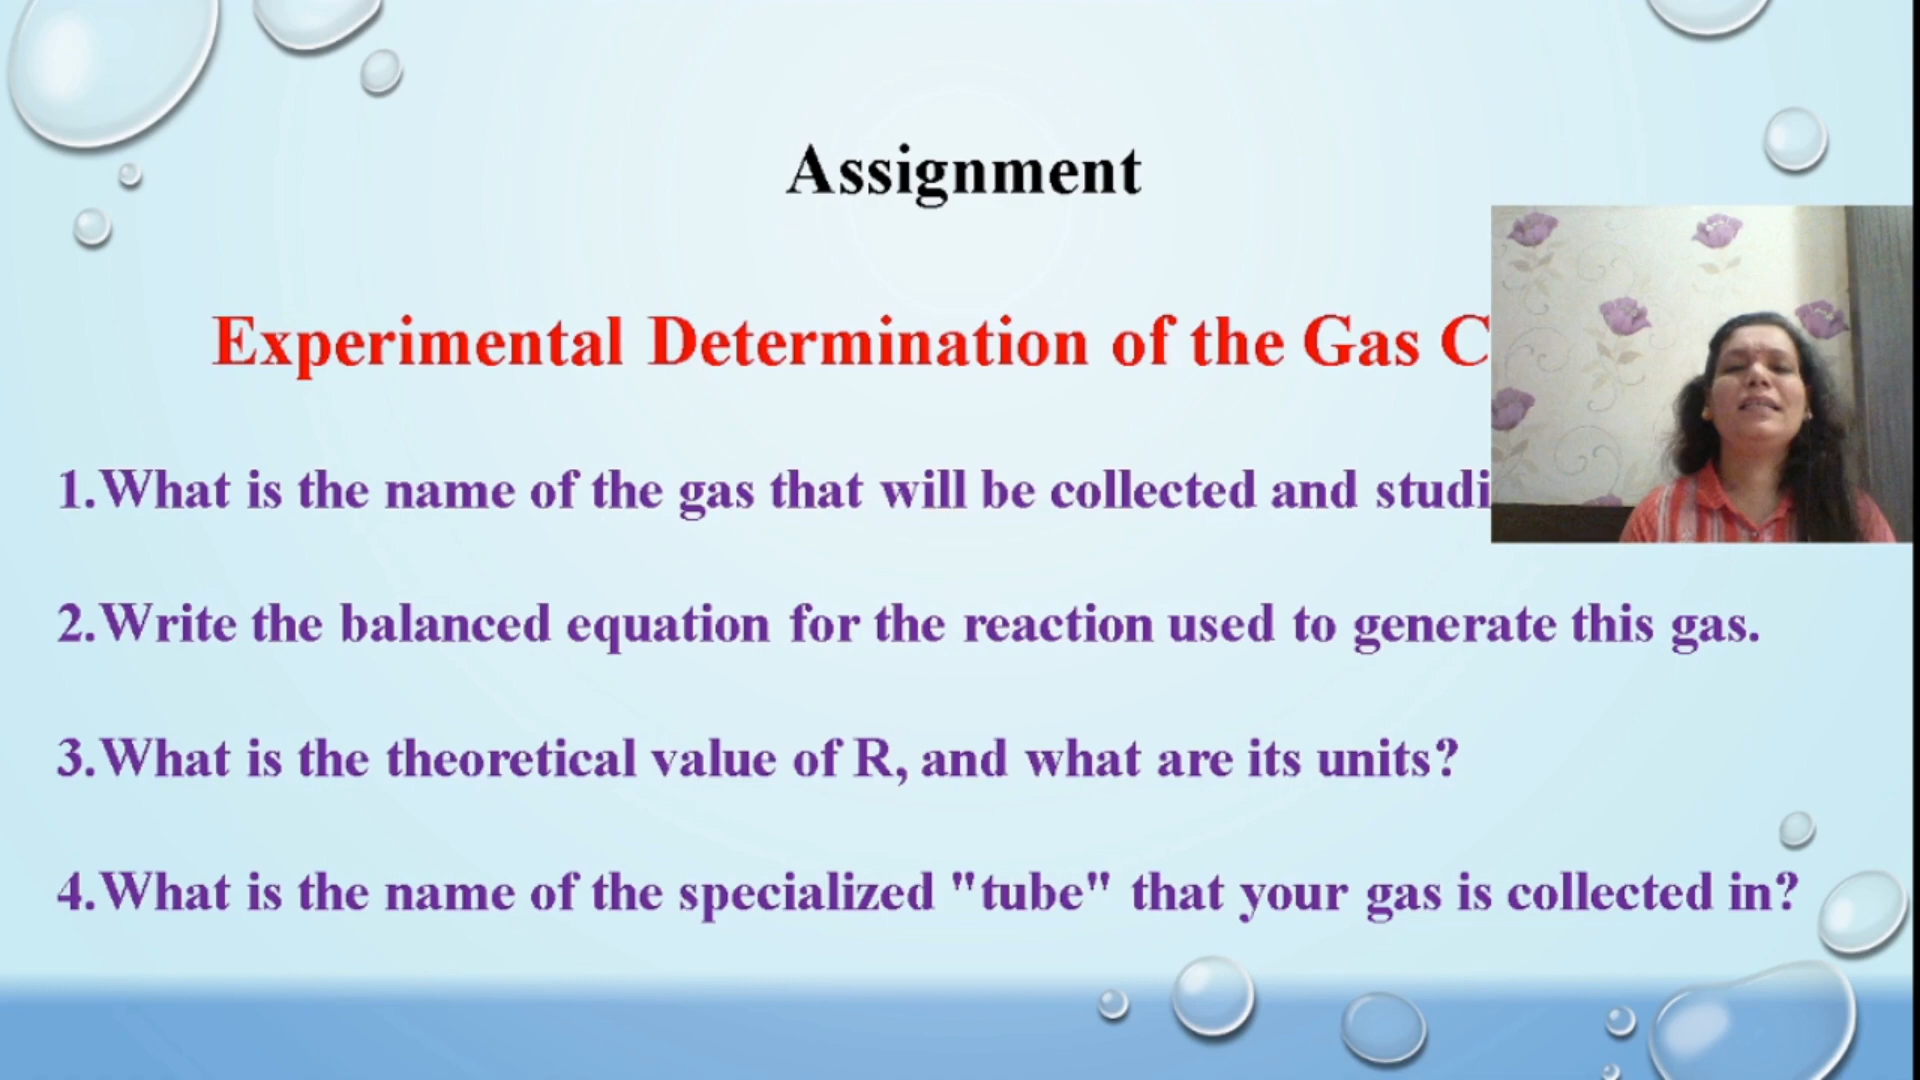 Assignment
Experimental Determination of the Gas
1.What is the name of the gas that will be collected and
2.Write the balanced equation for the reaction used to generate this gas.
3.What is the theoretical value of R, and what are its units?
4.What is the name of the specialized "tube" that your gas is collected in?